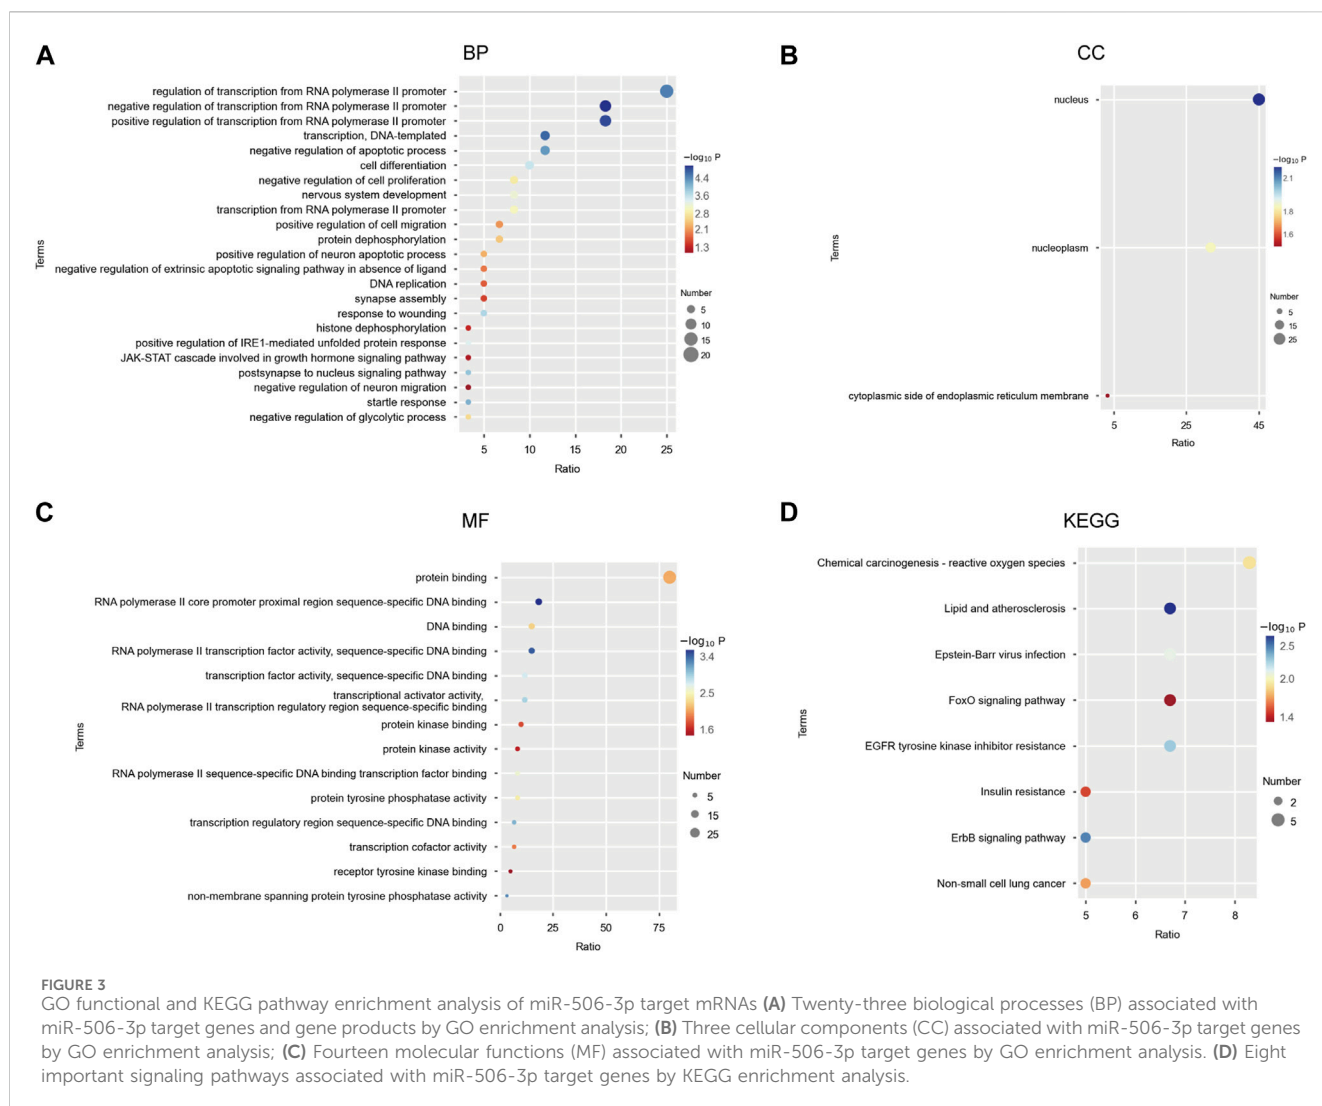 A
BP
regulation of transcription from RNA polymerase II promoter
negative regulation of transcription from RNA polymerase II promoter
positive regulation of transcription from RNA polymerase II promoter
transcription, DNA-templated
negative regulation of apoptotic process
cell differentiation
negative regulation of cell proliferation
nervous system development
transcription from RNA polymerase II promoter
positive regulation of cell migration
protein dephosphorylation
positive regulation of neuron apoptotic process
negative regulation of extrinsic apoptotic signaling pathway in absence of ligand
DNA replication
synapse assembly
response to wounding
histone dephosphorylation
positive regulation of IRE1-mediated unfolded protein response
JAK-STAT cascade involved in growth hormone signaling pathway
postsynapse to nucleus signaling pathway
negative regulation of neuron migration
startle response
negative regulation of glycolytic process
Terms
5 10 15 20 25
Ratio
−log10 P
4.4
3.6
2.8
2.1
1.3
Number
5
10
15
20
B
CC
nucleus
nucleoplasm
cytoplasmic side of endoplasmic reticulum membrane
Terms
5 25 45
Ratio
−log10 P
2.1
1.8
1.6
Number
5
15
25
C
MF
protein binding
RNA polymerase II core promoter proximal region sequence-specific DNA binding
DNA binding
RNA polymerase II transcription factor activity, sequence-specific DNA binding
transcription factor activity, sequence-specific DNA binding
transcriptional activator activity,
RNA polymerase II transcription regulatory region sequence-specific binding
protein kinase binding
protein kinase activity
RNA polymerase II sequence-specific DNA binding transcription factor binding
protein tyrosine phosphatase activity
transcription regulatory region sequence-specific DNA binding
transcription cofactor activity
receptor tyrosine kinase binding
non-membrane spanning protein tyrosine phosphatase activity
Terms
0 25 50 75
Ratio
−log10 P
3.4
2.5
1.6
Number
5
15
25
D
KEGG
Chemical carcinogenesis - reactive oxygen species
Lipid and atherosclerosis
Epstein-Barr virus infection
FoxO signaling pathway
EGFR tyrosine kinase inhibitor resistance
Insulin resistance
ErbB signaling pathway
Non-small cell lung cancer
Terms
5 6 7 8
Ratio
−log10 P
2.5
2.0
1.4
Number
2
5
FIGURE 3
GO functional and KEGG pathway enrichment analysis of miR-506-3p target mRNAs (A) Twenty-three biological processes (BP) associated with
miR-506-3p target genes and gene products by GO enrichment analysis; (B) Three cellular components (CC) associated with miR-506-3p target genes
by GO enrichment analysis; (C) Fourteen molecular functions (MF) associated with miR-506-3p target genes by GO enrichment analysis. (D) Eight
important signaling pathways associated with miR-506-3p target genes by KEGG enrichment analysis.